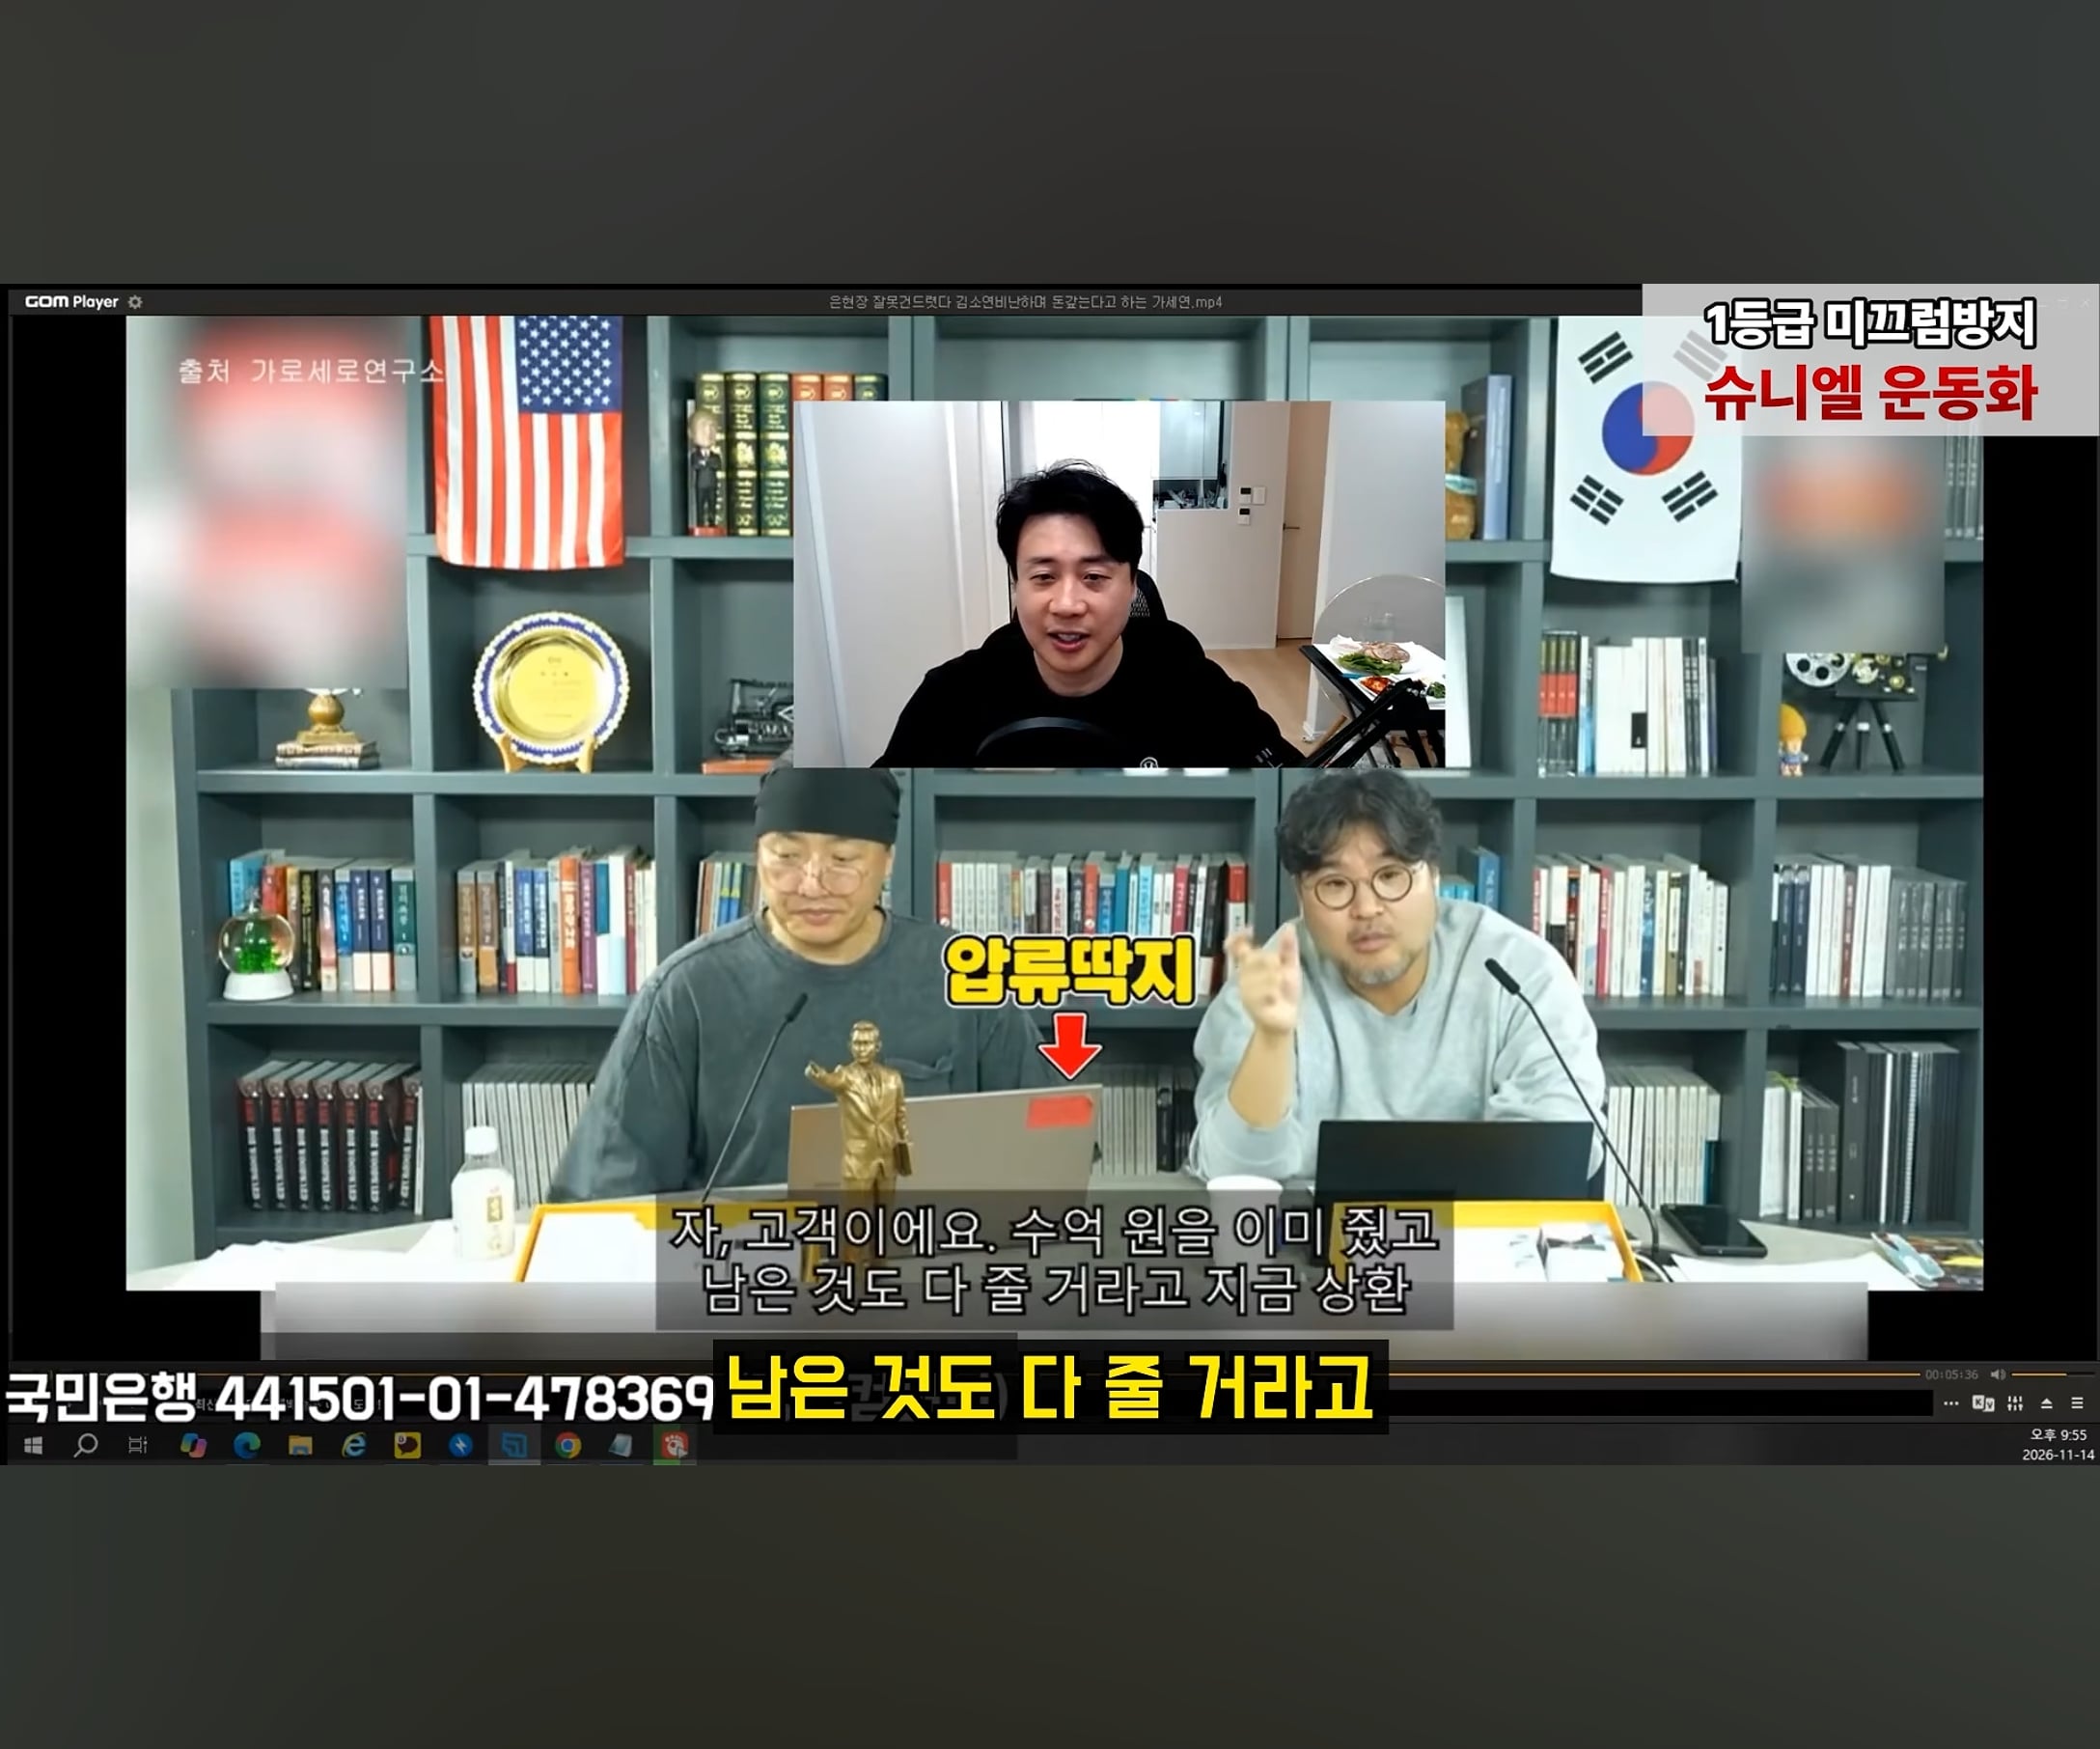 GOM Player
은현장 잘못건드렷다 김소연비난하며 돈갚는다고 하는 가세연.mp4
1등급 미끄럼방지
슈니엘 운동화
출처 가로세로연구소
압류딱지
자, 고객이에요. 수억 원을 이미 줬고
남은 것도 다 줄 거라고 지금 상환
남은 것도 다 줄 거라고
국민은행 441501-01-478369
00:05:36
오후 9:55
2026-11-14